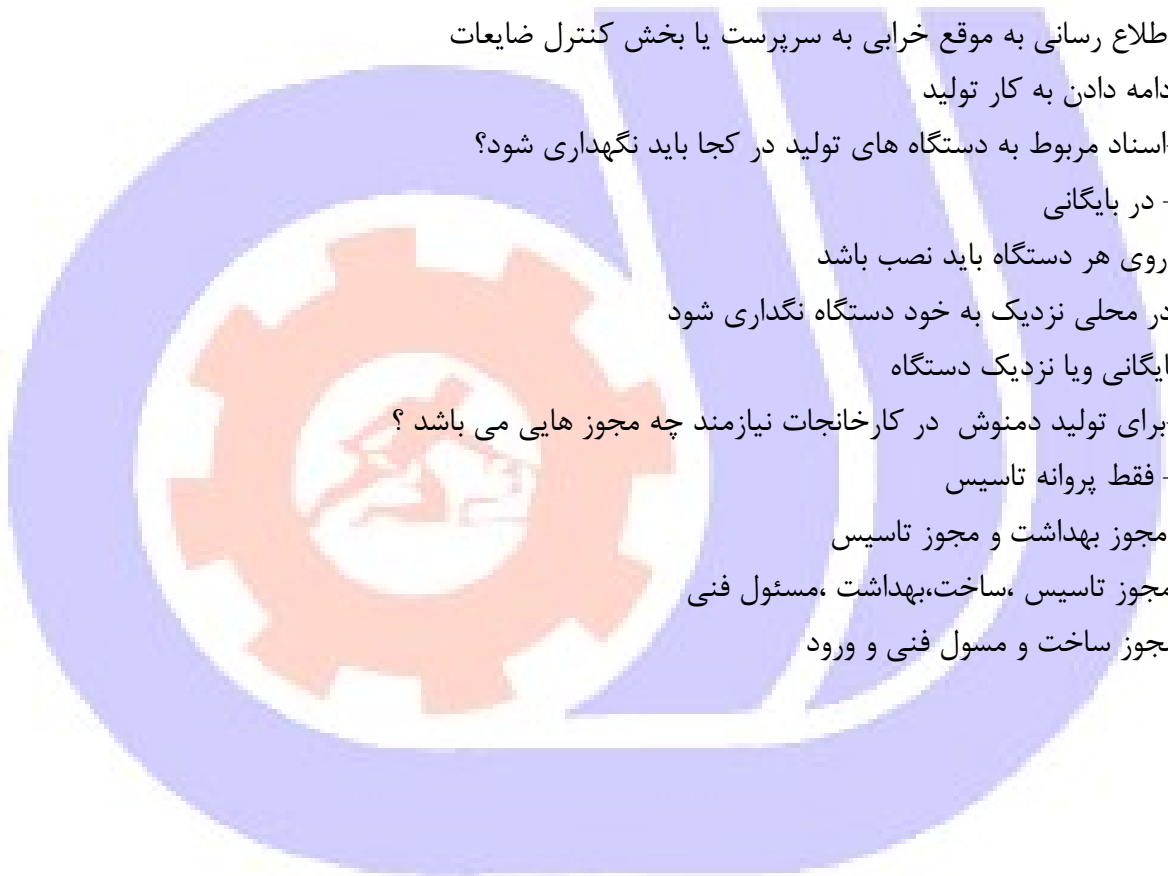 طلاع رسانی به موقع خرابی به سرپرست یا بخش کنترل ضایعات
دامه دادن به کار تولید
-اسناد مربوط به دستگاه های تولید در کجا باید نگهداری شود؟
- در بایگانی
روی هر دستگاه باید نصب باشد
در محلی نزدیک به خود دستگاه نگداری شود
ایگانی ویا نزدیک دستگاه
-برای تولید دمنوش در کارخانجات نیازمند چه مجوز هایی می باشد ؟
- فقط پروانه تاسیس
مجوز بهداشت و مجوز تاسیس
مجوز تاسیس ،ساخت،بهداشت ،مسئول فنی
جوز ساخت و مسول فنی و ورود